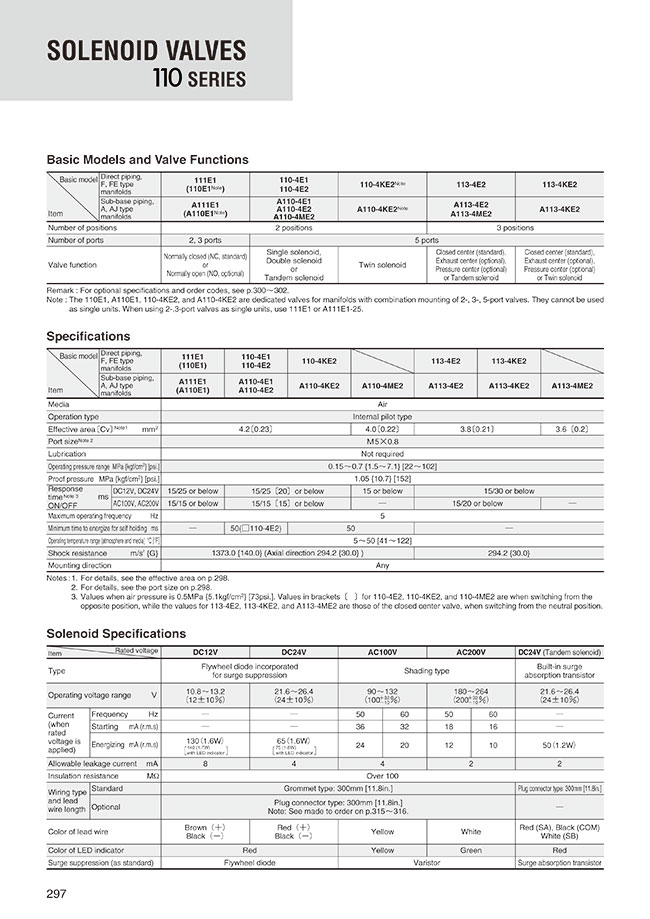 SOLENOID VALVES
110 SERIES
Basic Models and Valve Functions
Basic model Direct piping, F, FE type manifolds 111E1 (110E1Note) 110-4E1 110-4E2 110-4KE2Note 113-4E2 113-4KE2
Item Sub-base piping, A, AJ type manifolds A111E1 (A110E1Note) A110-4E1 A110-4E2 A110-4ME2 A110-4KE2Note A113-4E2 A113-4ME2 A113-4KE2
Number of positions 2 positions 3 positions
Number of ports 2, 3 ports 5 ports
Valve function Normally closed (NC, standard) or Normally open (NO, optional) Single solenoid, Double solenoid or Tandem solenoid Twin solenoid Closed center (standard), Exhaust center (optional), Pressure center (optional) or Tandem solenoid Closed center (standard), Exhaust center (optional), Pressure center (optional) or Twin solenoid
Remark : For optional specifications and order codes, see p.300～302.
Note : The 110E1, A110E1, 110-4KE2, and A110-4KE2 are dedicated valves for manifolds with combination mounting of 2-, 3-, 5-port valves. They cannot be used
as single units. When using 2-.3-port valves as single units, use 111E1 or A111E1-25.
Specifications
Basic model Direct piping, F, FE type manifolds 111E1 (110E1) 110-4E1 110-4E2 110-4KE2 113-4E2 113-4KE2
Item Sub-base piping, A, AJ type manifolds A111E1 (A110E1) A110-4E1 A110-4E2 A110-4KE2 A110-4ME2 A113-4E2 A113-4KE2 A113-4ME2
Media Air
Operation type Internal pilot type
Effective area〔Cv〕Note1 mm² 4.2〔0.23〕 4.0〔0.22〕 3.8〔0.21〕 3.6〔0.2〕
Port sizeNote 2 M5×0.8
Lubrication Not required
Operating pressure range MPa {kgf/cm²} [psi.] 0.15～0.7 {1.5～7.1} [22～102]
Proof pressure MPa {kgf/cm²} [psi.] 1.05 {10.7} [152]
Response timeNote 3 ON/OFF ms DC12V, DC24V 15/25 or below 15/25〔20〕or below 15 or below 15/30 or below
AC100V, AC200V 15/15 or below 15/15〔15〕or below — 15/20 or below —
Maximum operating frequency Hz 5
Minimum time to energize for self holding ms — 50(□110-4E2) 50 —
Operating temperature range (atmosphere and media) °C [°F] 5～50 [41～122]
Shock resistance m/s² {G} 1373.0 {140.0} (Axial direction 294.2 {30.0} ) 294.2 {30.0}
Mounting direction Any
Notes : 1. For details, see the effective area on p.298.
2. For details, see the port size on p.298.
3. Values when air pressure is 0.5MPa {5.1kgf/cm²} [73psi.]. Values in brackets〔 〕for 110-4E2, 110-4KE2, and 110-4ME2 are when switching from the
opposite position, while the values for 113-4E2, 113-4KE2, and A113-4ME2 are those of the closed center valve, when switching from the neutral position.
Solenoid Specifications
Item Rated voltage DC12V DC24V AC100V AC200V DC24V (Tandem solenoid)
Type Flywheel diode incorporated for surge suppression Shading type Built-in surge absorption transistor
Operating voltage range V 10.8～13.2 (12±10%) 21.6～26.4 (24±10%) 90～132 180～264 21.6～26.4 (24±10%)
Current (when rated voltage is applied) Frequency Hz — — 50 60 50 60 —
Starting mA (r.m.s) — — 36 32 18 16 —
Energizing mA (r.m.s) 130 (1.6W) [with LED indicator] 65 (1.6W) [with LED indicator] 24 20 12 10 50 (1.2W)
Allowable leakage current mA 8 4 4 2 2
Insulation resistance MΩ Over 100
Wiring type and lead wire length Standard Grommet type: 300mm [11.8in.] Plug connector type: 300mm [11.8in.]
Optional Plug connector type: 300mm [11.8in.] Note: See made to order on p.315～316. —
Color of lead wire Brown（＋） Black（－） Red（＋） Black（－） Yellow White Red (SA), Black (COM) White (SB)
Color of LED indicator Red Yellow Green Red
Surge suppression (as standard) Flywheel diode Varistor Surge absorption transistor
297